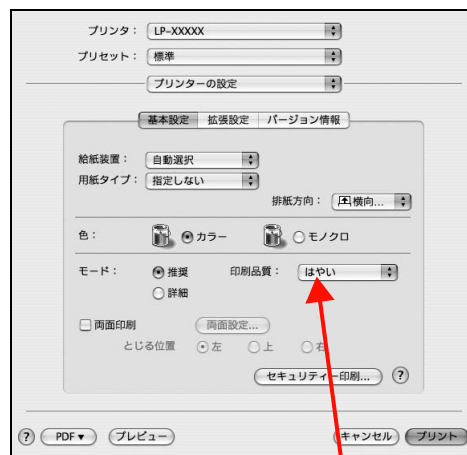 プリンタ： LP-XXXXX
プリセット： 標準
プリンターの設定
基本設定 拡張設定 バージョン情報
給紙装置： 自動選択
用紙タイプ： 指定しない
排紙方向： 横向...
色： カラー モノクロ
モード： 推奨 印刷品質： はやい
詳細
両面印刷 両面設定...
とじる位置 左 上 右
セキュリティー印刷... ?
? PDF▼ プレビュー キャンセル プリント